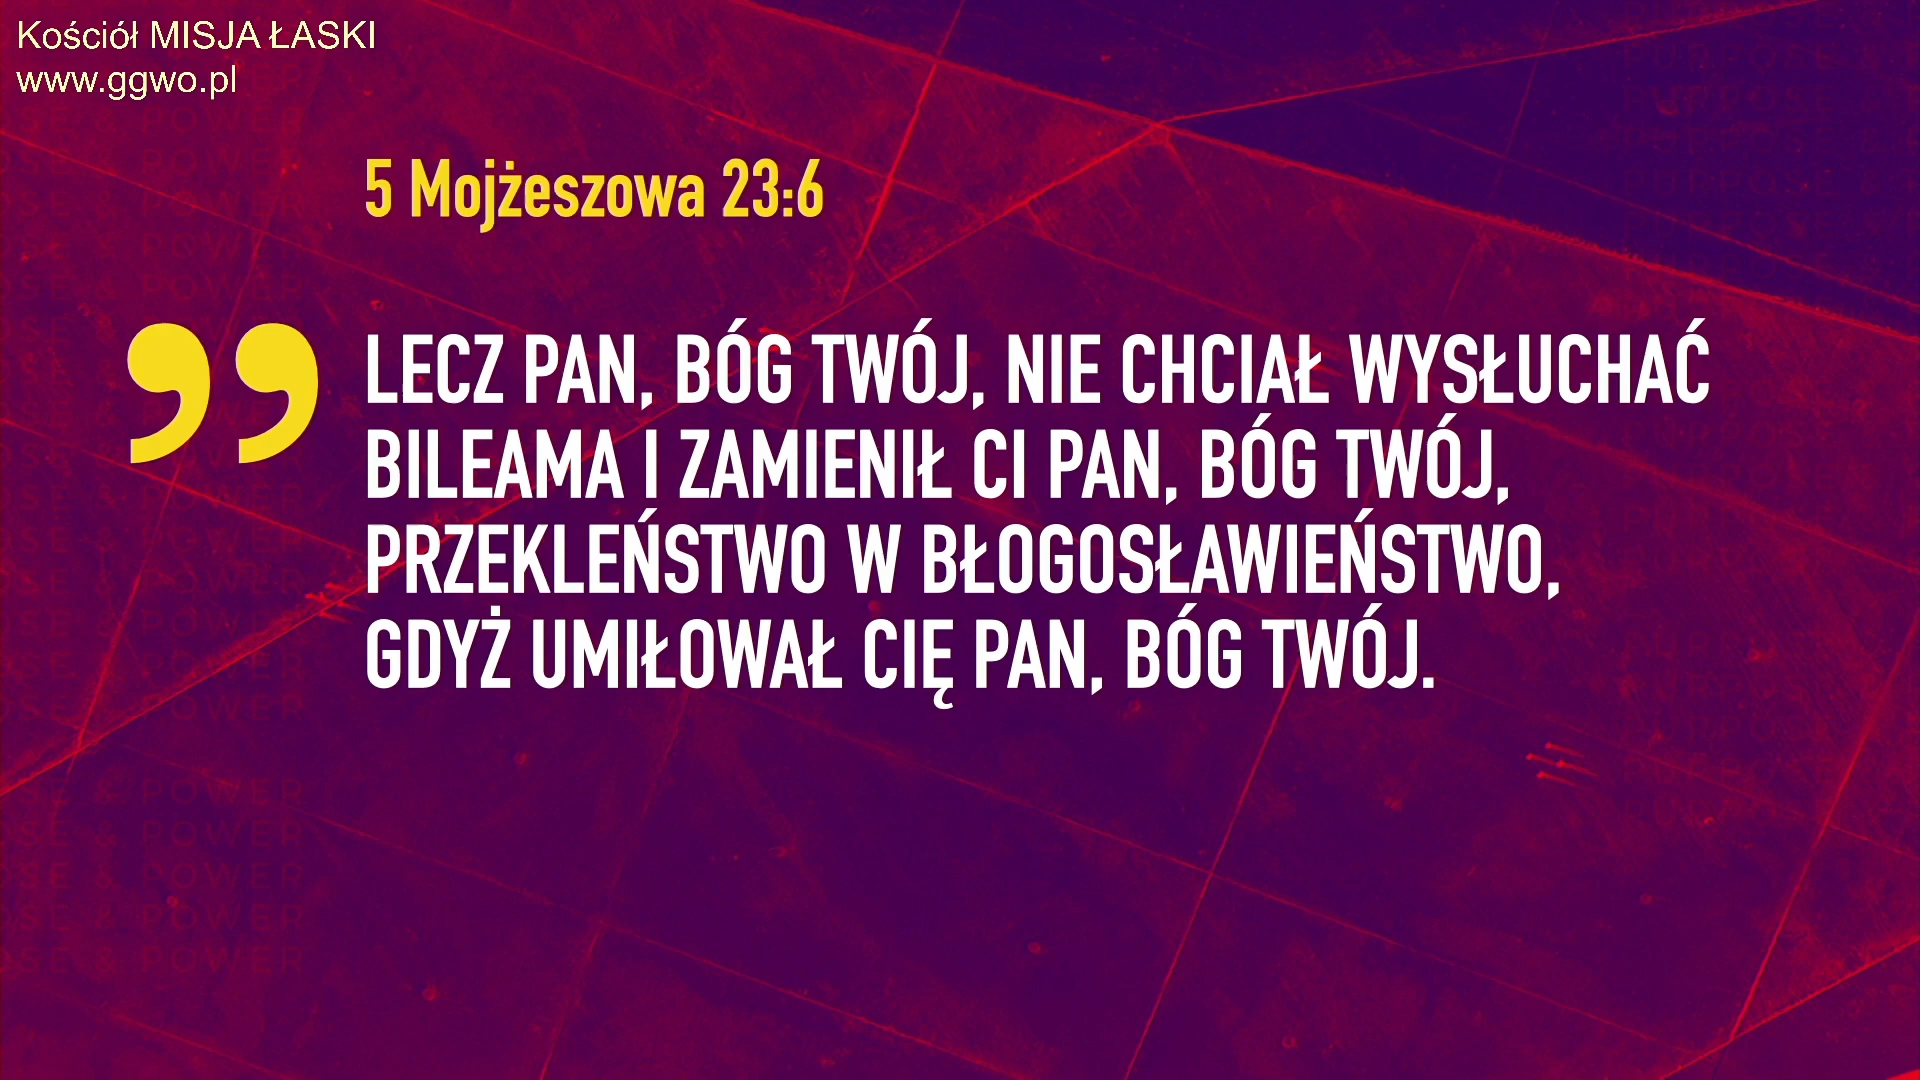 Kościół MISJA ŁASKI
www.ggwo.pl
5 Mojżeszowa 23:6
” LECZ PAN, BÓG TWÓJ, NIE CHCIAŁ WYSŁUCHAĆ
BILEAMA I ZAMIENIŁ CI PAN, BÓG TWÓJ,
PRZEKLEŃSTWO W BŁOGOSŁAWIEŃSTWO,
GDYŻ UMIŁOWAŁ CIĘ PAN, BÓG TWÓJ.